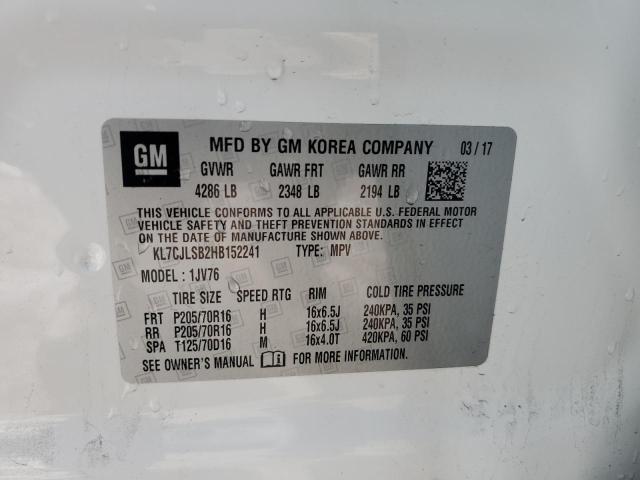 GM MFD BY GM KOREA COMPANY 03/17
GVWR GAWR FRT GAWR RR
4286 LB 2348 LB 2194 LB
THIS VEHICLE CONFORMS TO ALL APPLICABLE U.S. FEDERAL MOTOR
VEHICLE SAFETY AND THEFT PREVENTION STANDARDS IN EFFECT
ON THE DATE OF MANUFACTURE SHOWN ABOVE.
KL7CJLSB2HB152241 TYPE: MPV
MODEL : 1JV76
TIRE SIZE SPEED RTG RIM COLD TIRE PRESSURE
FRT P205/70R16 H 16x6.5J 240KPA, 35 PSI
RR P205/70R16 H 16x6.5J 240KPA, 35 PSI
SPA T125/70D16 M 16x4.0T 420KPA, 60 PSI
SEE OWNER'S MANUAL FOR MORE INFORMATION.